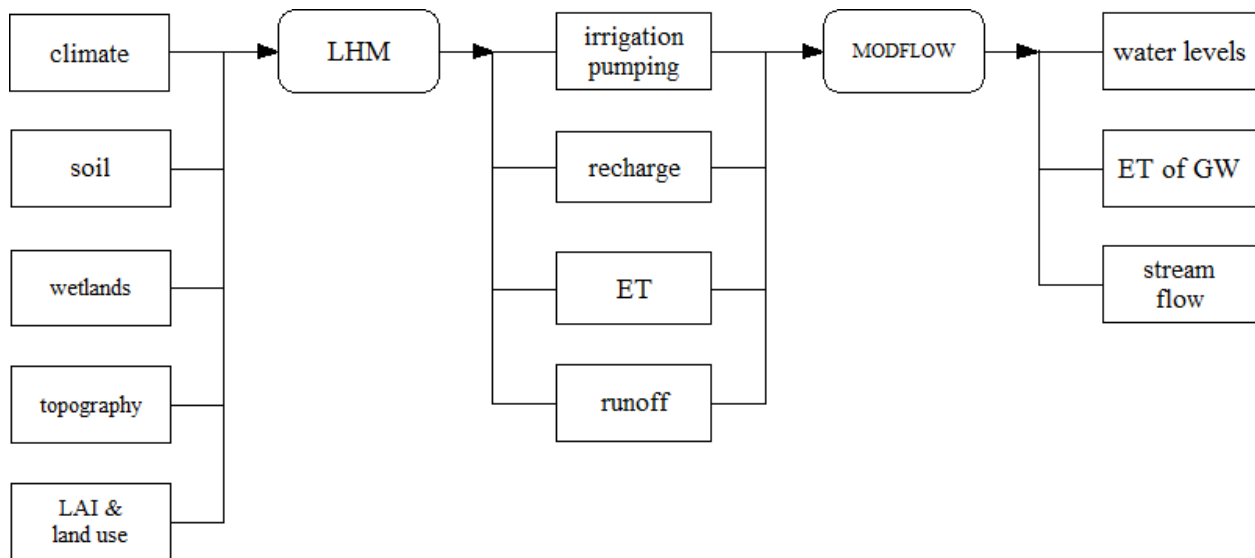 climate
soil
wetlands
topography
LAI &
land use
LHM
irrigation
pumping
recharge
ET
runoff
MODFLOW
water levels
ET of GW
stream
flow